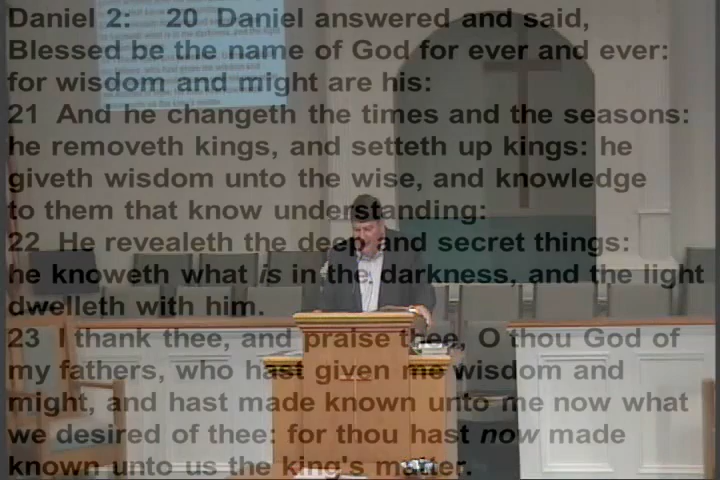 Daniel 2: 20 Daniel answered and said,
Blessed be the name of God for ever and ever:
for wisdom and might are his:
21 And he changeth the times and the seasons:
he removeth kings, and setteth up kings: he
giveth wisdom unto the wise, and knowledge
to them that know understanding:
22 He revealeth the deep and secret things:
he knoweth what is in the darkness, and the light
dwelleth with him.
23 I thank thee, and praise thee, O thou God of
my fathers, who hast given me wisdom and
might, and hast made known unto me now what
we desired of thee: for thou hast now made
known unto us the king's matter.